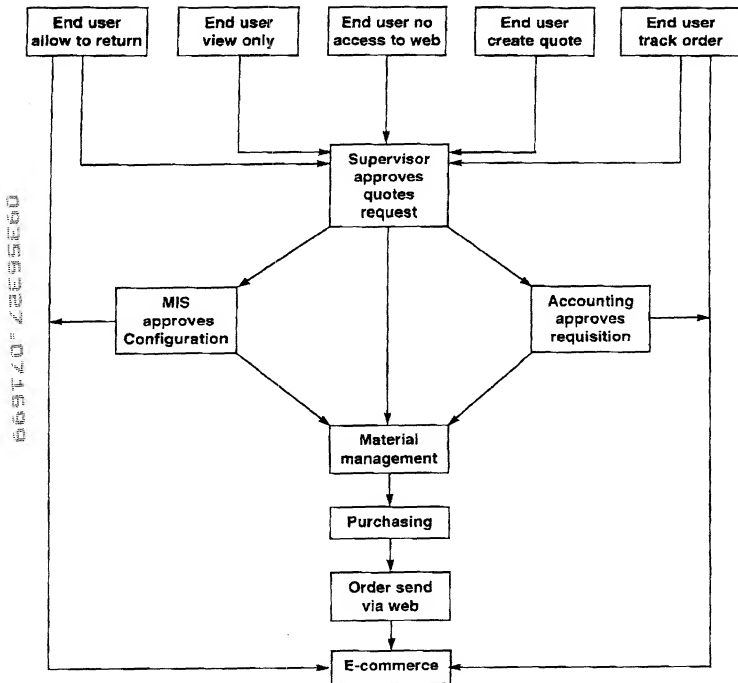 End user
allow to return
End user
view only
End user no
access to web
End user
create quote
End user
track order
Supervisor
approves
quotes
request
MIS
approves
Configuration
Accounting
approves
requisition
Material
management
Purchasing
Order send
via web
E-commerce